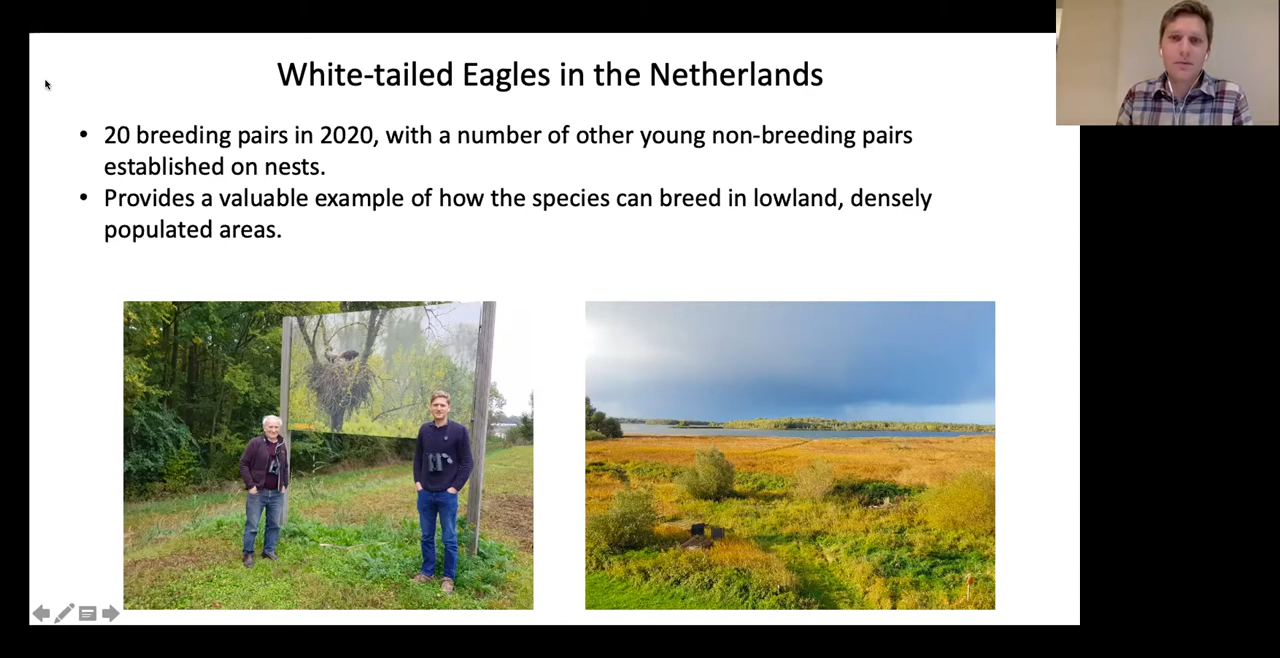 White-tailed Eagles in the Netherlands
• 20 breeding pairs in 2020, with a number of other young non-breeding pairs
established on nests.
• Provides a valuable example of how the species can breed in lowland, densely
populated areas.